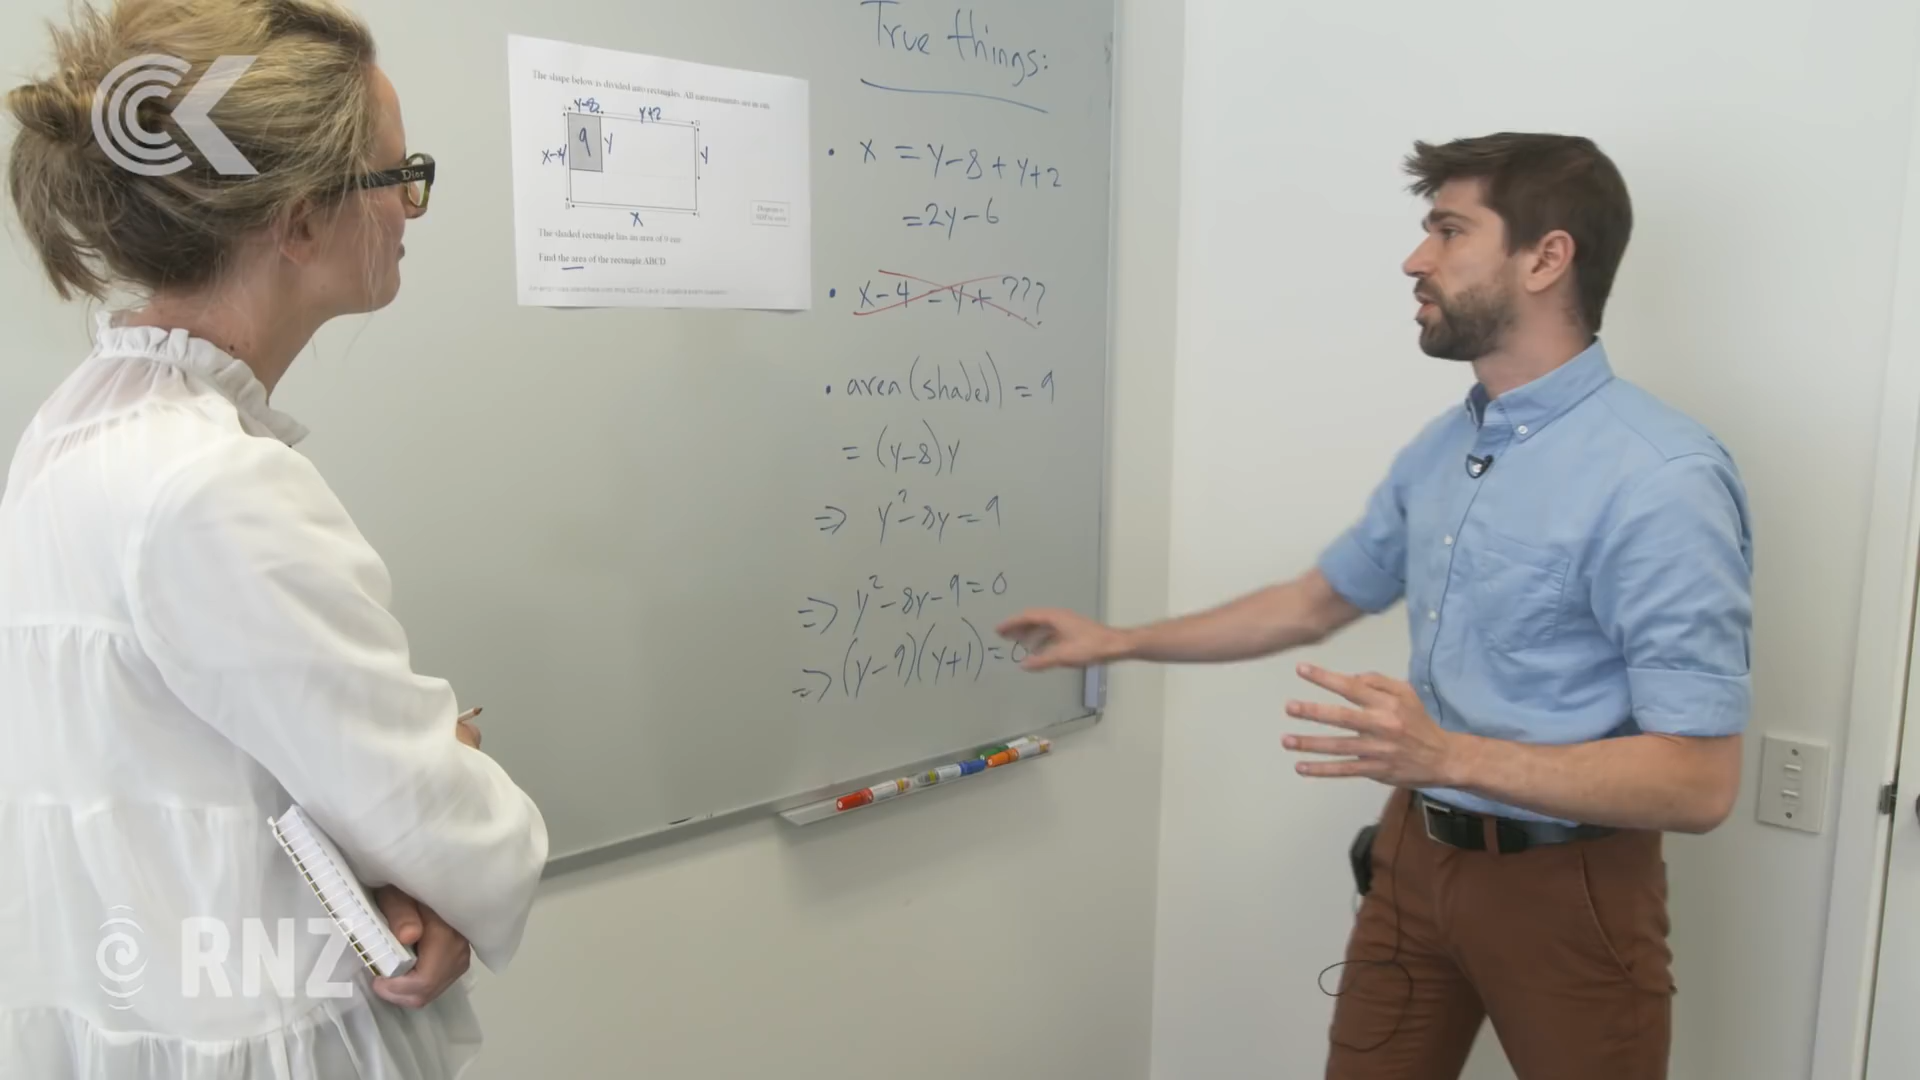 CK
The shape below is divided into rectangles. All measurements are in cm.
y-8
y+2
x-4
9
y
y
x
The shaded rectangle has an area of 9 cm²
Find the area of the rectangle ABCD.
True things:
• x = y-8 + y+2
= 2y-6
• x-4 = y+ ???
• area (shaded) = 9
= (y-8)y
⇒ y²-8y=9
⇒ y²-8y-9=0
⇒ (y-9)(y+1)=0
Dior
RNZ